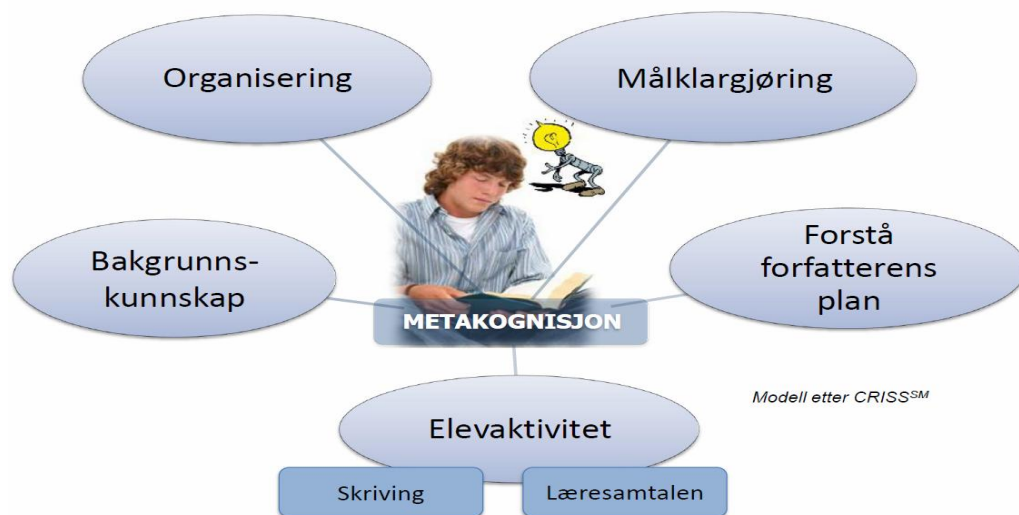 Organisering
Målklargjøring
Bakgrunns-
kunnskap
Forstå
forfatterens
plan
METAKOGNISJON
Modell etter CRISS℠
Elevaktivitet
Skriving
Læresamtalen